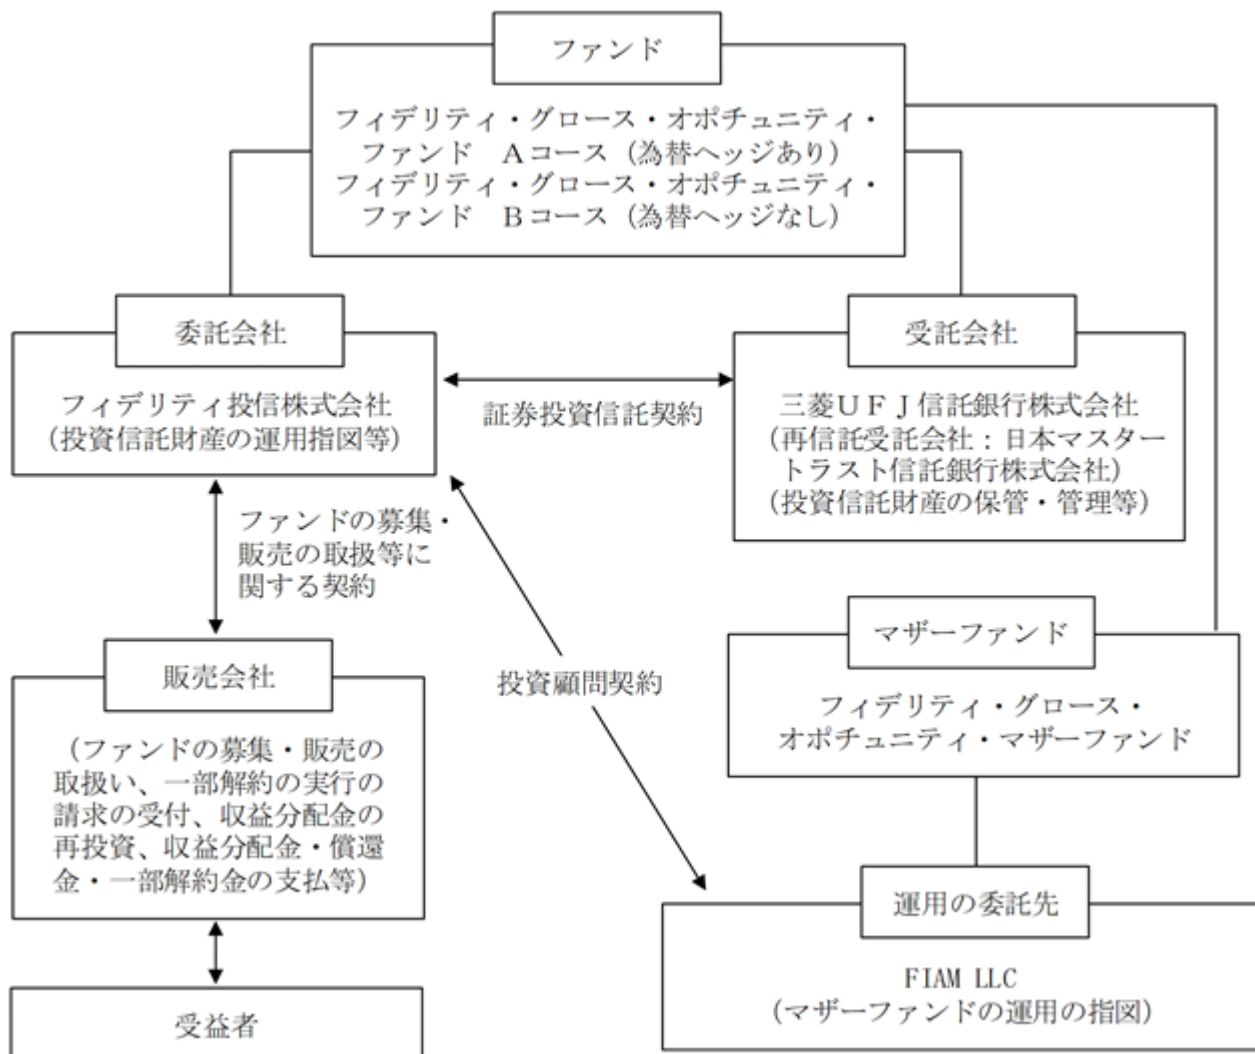 ファンド
フィデリティ・グロース・オポチュニティ・
ファンド　Ａコース（為替ヘッジあり）
フィデリティ・グロース・オポチュニティ・
ファンド　Ｂコース（為替ヘッジなし）
委託会社
フィデリティ投信株式会社
（投資信託財産の運用指図等）
証券投資信託契約
受託会社
三菱ＵＦＪ信託銀行株式会社
（再信託受託会社：日本マスター
トラスト信託銀行株式会社）
（投資信託財産の保管・管理等）
ファンドの募集・
販売の取扱等に
関する契約
投資顧問契約
マザーファンド
フィデリティ・グロース・
オポチュニティ・マザーファンド
販売会社
（ファンドの募集・販売の
取扱い、一部解約の実行の
請求の受付、収益分配金の
再投資、収益分配金・償還
金・一部解約金の支払等）
運用の委託先
FIAM LLC
（マザーファンドの運用の指図）
受益者